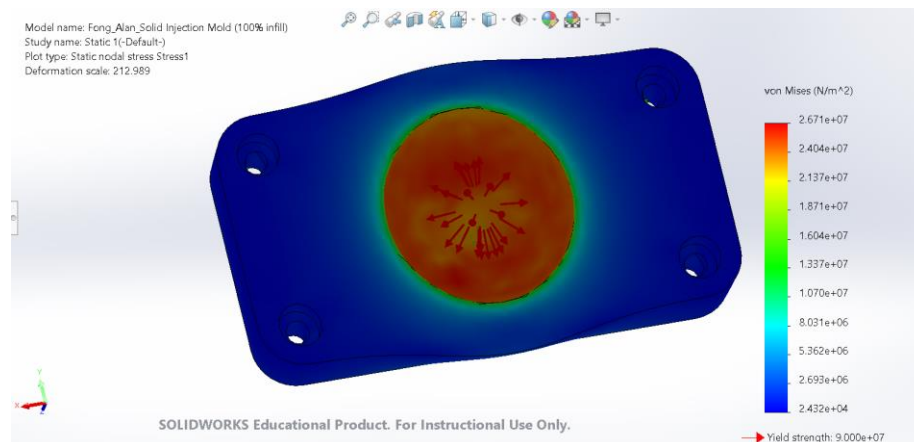 Model name: Fong_Alan_Solid Injection Mold (100% infill)
Study name: Static 1(-Default-)
Plot type: Static nodal stress Stress1
Deformation scale: 212.989
von Mises (N/m^2)
2.671e+07
2.404e+07
2.137e+07
1.871e+07
1.604e+07
1.337e+07
1.070e+07
8.031e+06
5.362e+06
2.693e+06
2.432e+04
Yield strength: 9.000e+07
Y
X
SOLIDWORKS Educational Product. For Instructional Use Only.